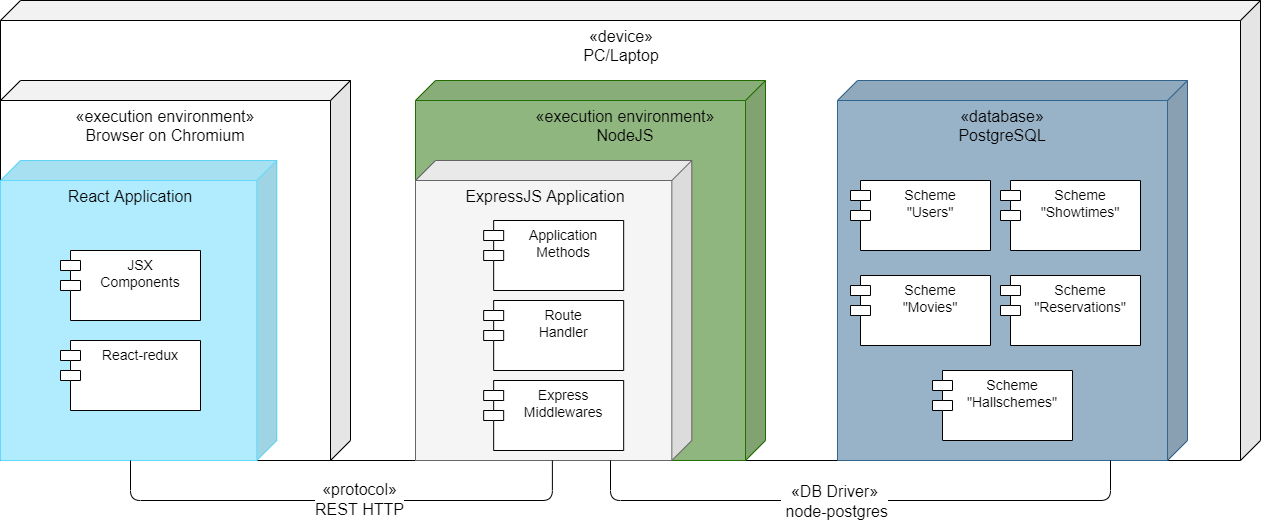 «device»
PC/Laptop
«execution environment»
Browser on Chromium
React Application
JSX
Components
React-redux
«execution environment»
NodeJS
ExpressJS Application
Application
Methods
Route
Handler
Express
Middlewares
«database»
PostgreSQL
Scheme
"Users"
Scheme
"Showtimes"
Scheme
"Movies"
Scheme
"Reservations"
Scheme
"Hallschemes"
«protocol»
REST HTTP
«DB Driver»
node-postgres